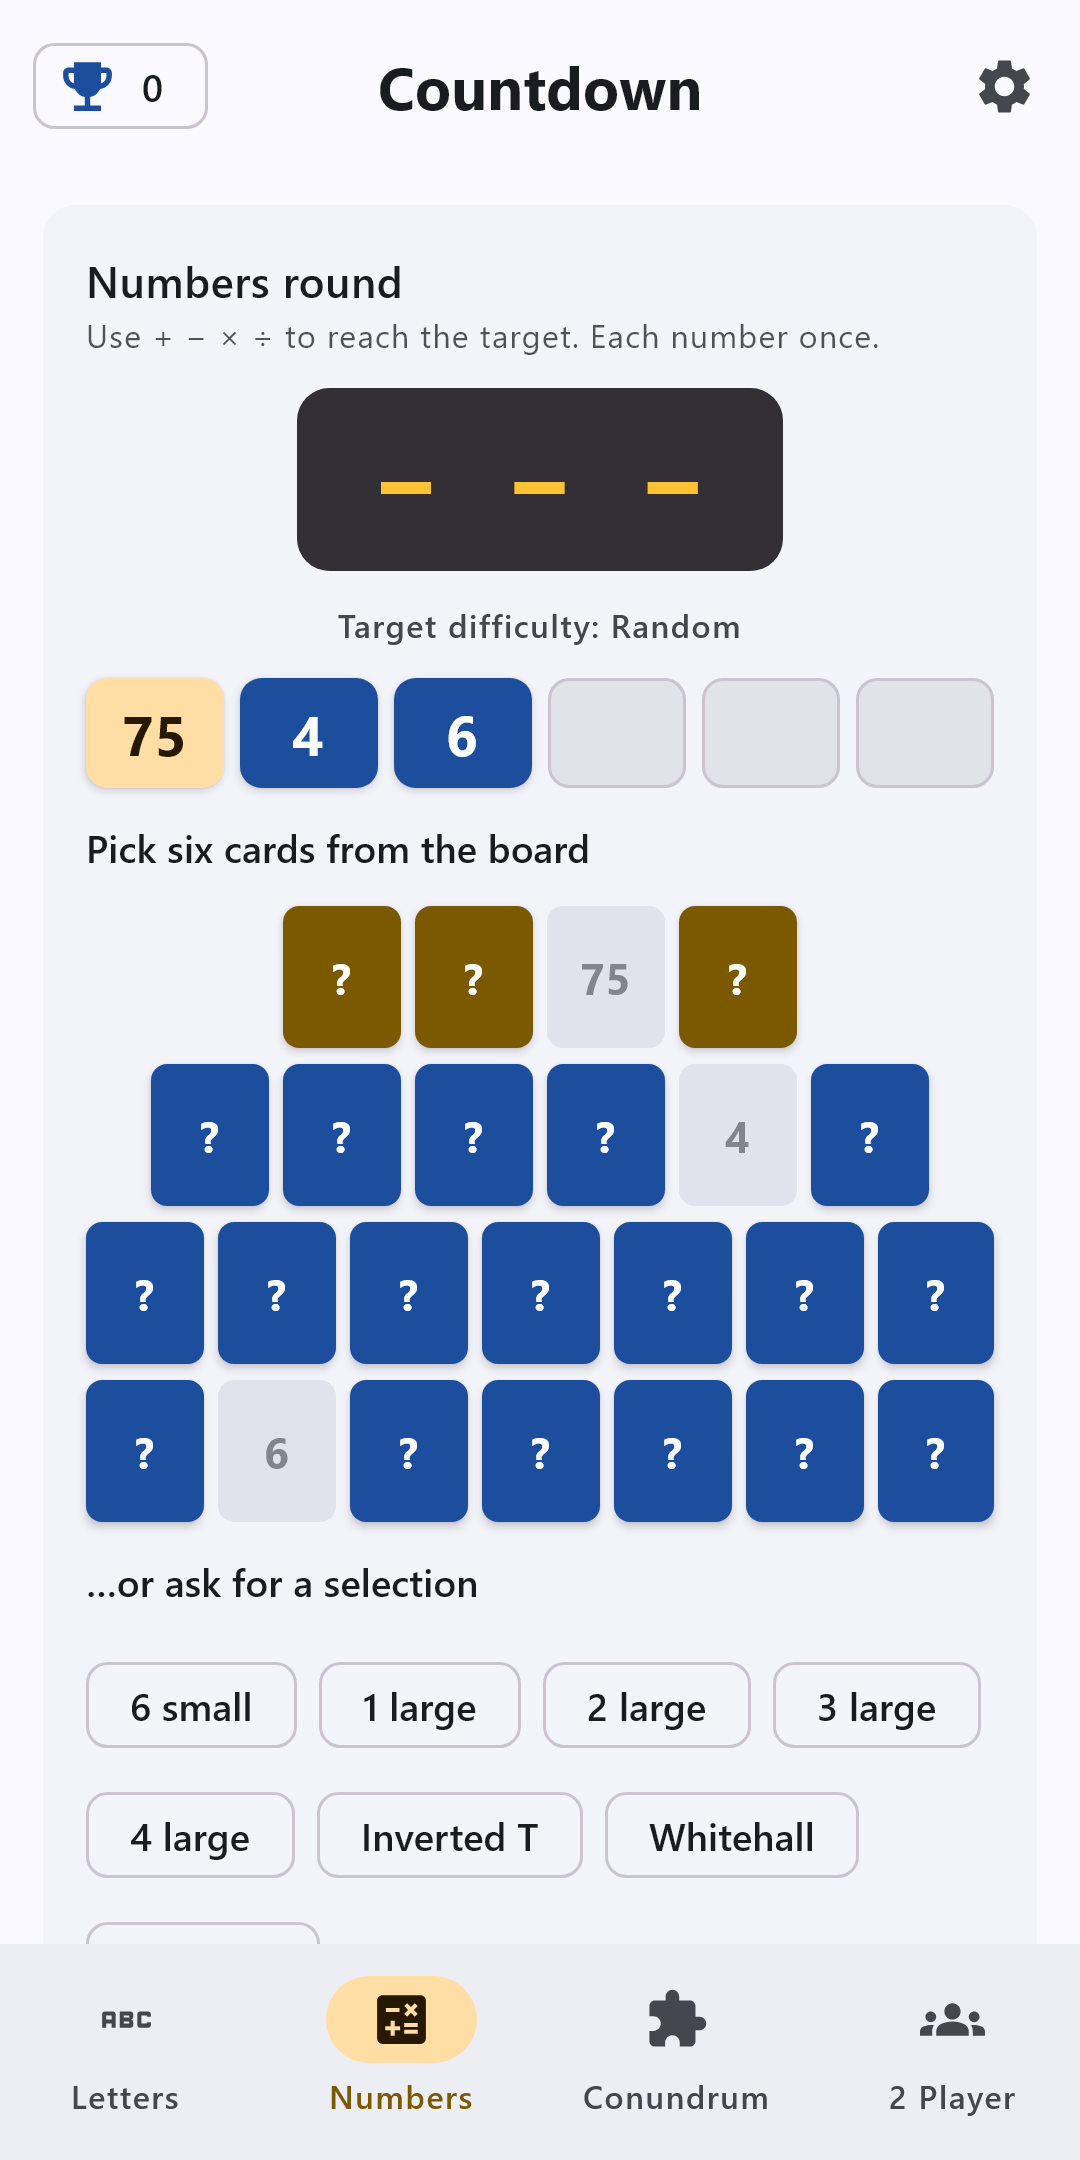 0
Countdown
Numbers round
Use + − × ÷ to reach the target. Each number once.
_ _ _
Target difficulty: Random
75 4 6
Pick six cards from the board
? ? 75 ?
? ? ? ? 4 ?
? ? ? ? ? ? ?
? 6 ? ? ? ? ?
...or ask for a selection
6 small 1 large 2 large 3 large
4 large Inverted T Whitehall
ABC
Letters Numbers Conundrum 2 Player